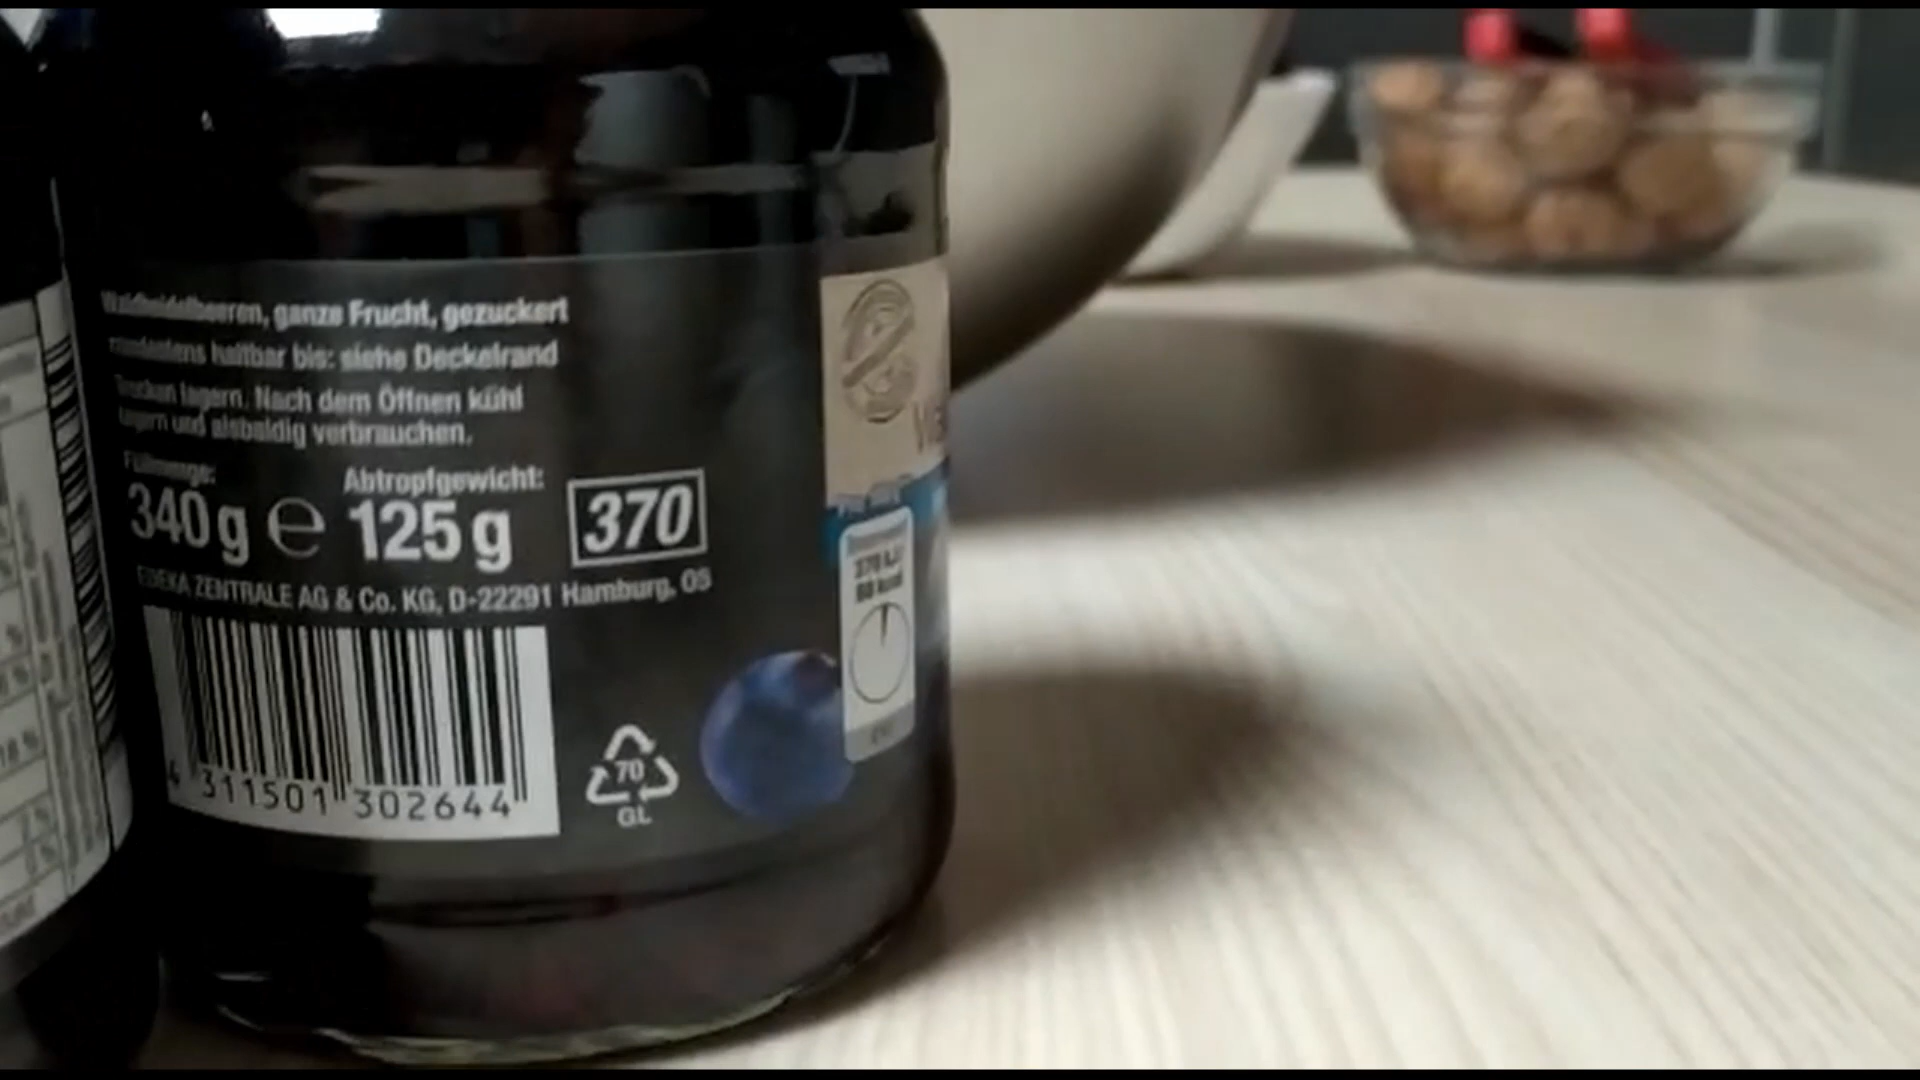 Waldheidelbeeren, ganze Frucht, gezuckert
mindestens haltbar bis: siehe Deckelrand
Trocken lagern. Nach dem Öffnen kühl
lagern und alsbaldig verbrauchen.
Füllmenge: Abtropfgewicht:
340 g e 125 g 370
EDEKA ZENTRALE AG & Co. KG, D-22291 Hamburg, 05
4 311501 302644
70
GL